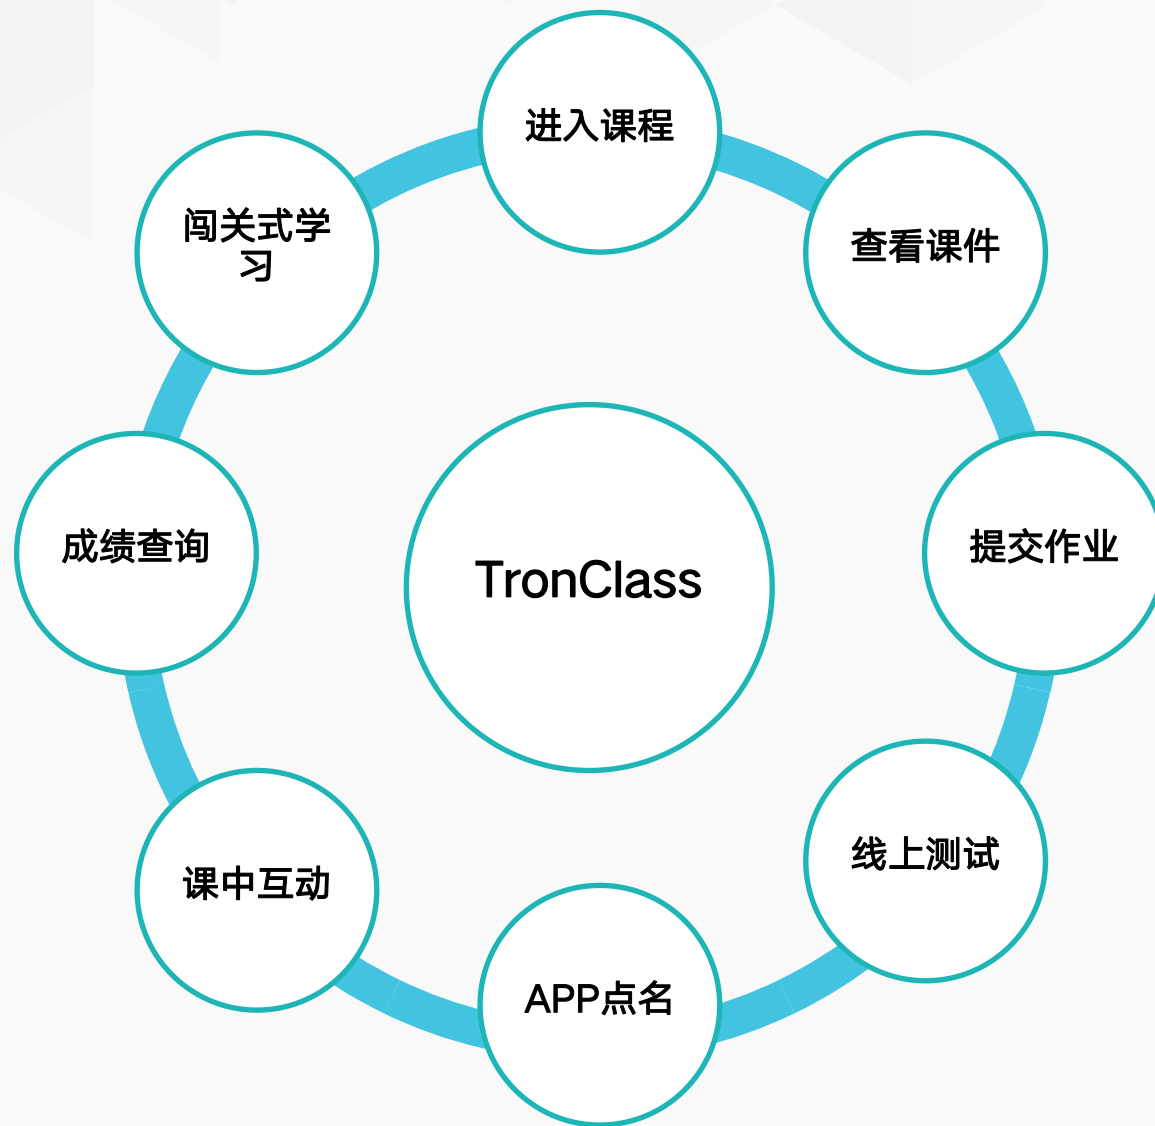 进入课程
闯关式学
习
查看课件
成绩查询
TronClass
提交作业
课中互动
线上测试
APP点名